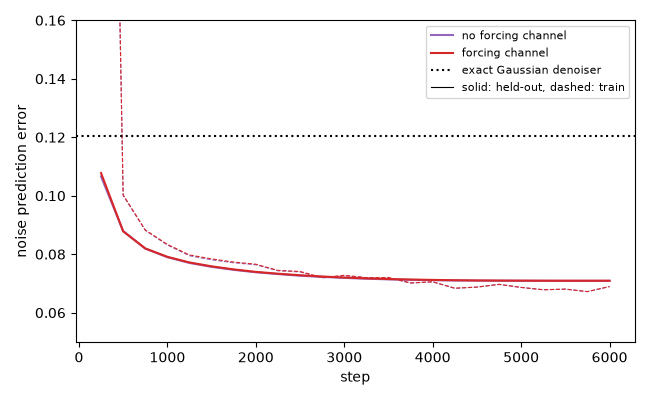 0.16
0.14
0.12
0.10
0.08
0.06
noise prediction error
no forcing channel
forcing channel
exact Gaussian denoiser
solid: held-out, dashed: train
0 1000 2000 3000 4000 5000 6000
step